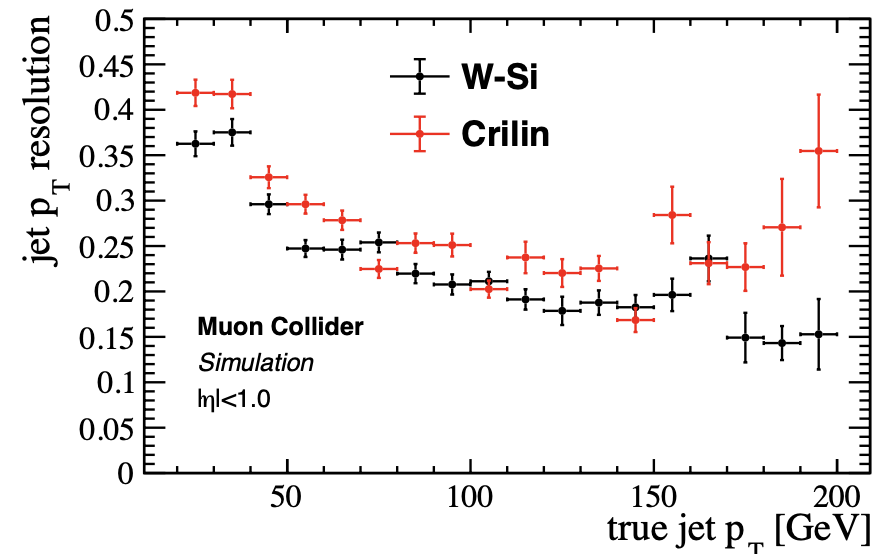 jet p_T resolution
0.5
0.45
0.4
0.35
0.3
0.25
0.2
0.15
0.1
0.05
0
W-Si
Crilin
Muon Collider
Simulation
|η|<1.0
50 100 150 200
true jet p_T [GeV]